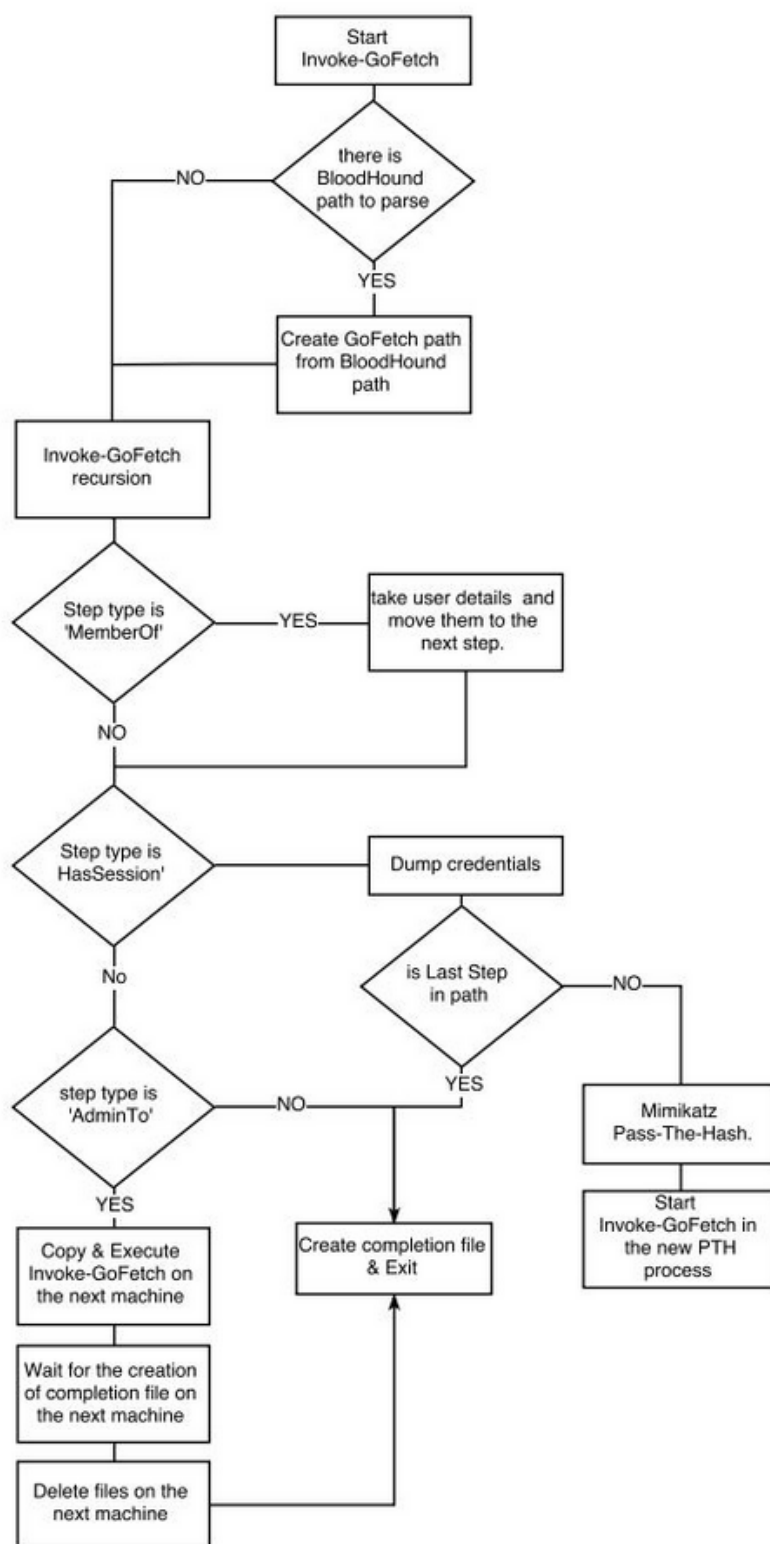 Start
Invoke-GoFetch
there is
BloodHound
path to parse
NO
YES
Create GoFetch path
from BloodHound
path
Invoke-GoFetch
recursion
Step type is
'MemberOf'
YES
take user details and
move them to the
next step.
NO
Step type is
HasSession'
Dump credentials
No
is Last Step
in path
NO
YES
step type is
'AdminTo'
NO
Mimikatz
Pass-The-Hash.
YES
Start
Invoke-GoFetch in
the new PTH
process
Copy & Execute
Invoke-GoFetch on
the next machine
Create completion file
& Exit
Wait for the creation
of completion file on
the next machine
Delete files on the
next machine